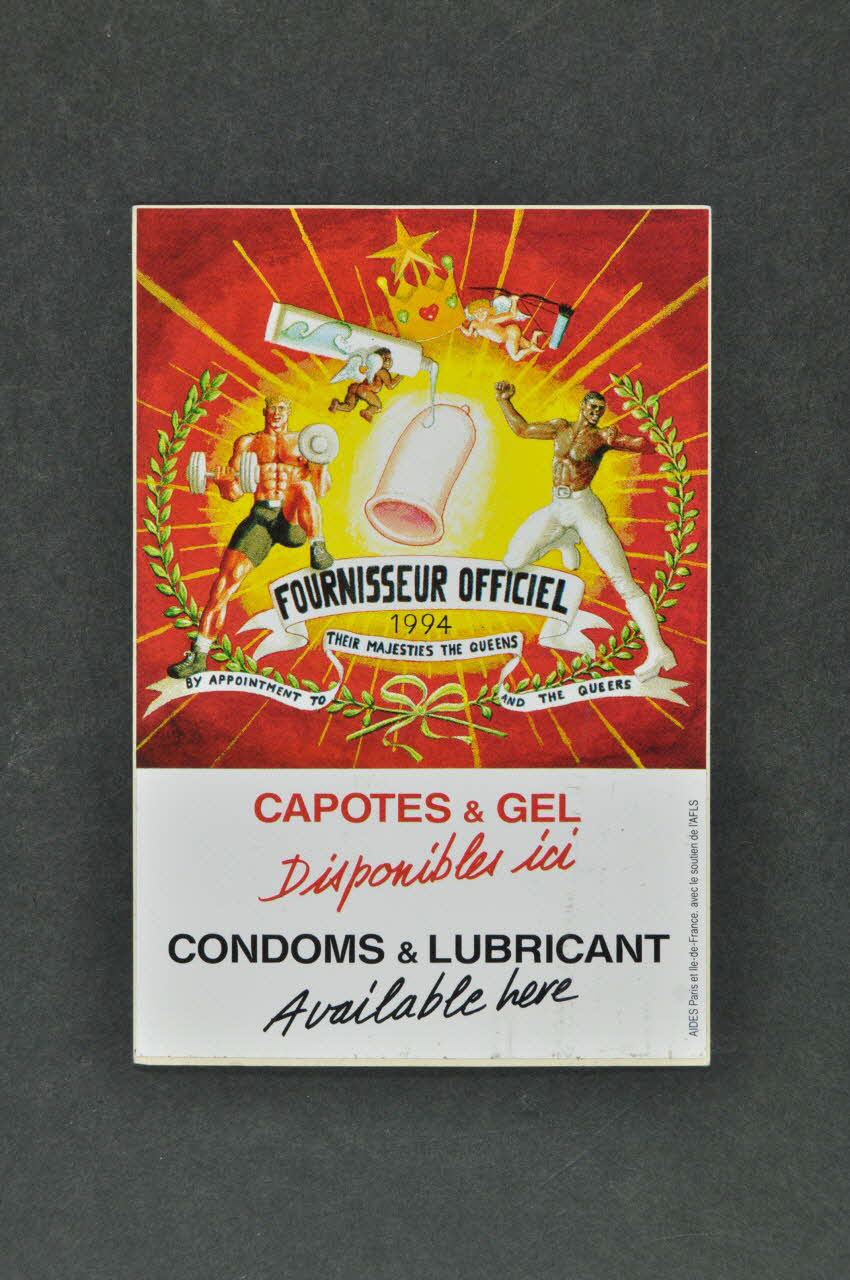 FOURNISSEUR OFFICIEL
1994
THEIR MAJESTIES THE QUEENS
BY APPOINTMENT TO
AND THE QUEERS
CAPOTES & GEL
Disponibles ici
CONDOMS & LUBRICANT
Available here
AIDES Paris et Ile-de-France, avec le soutien de l'AFLS